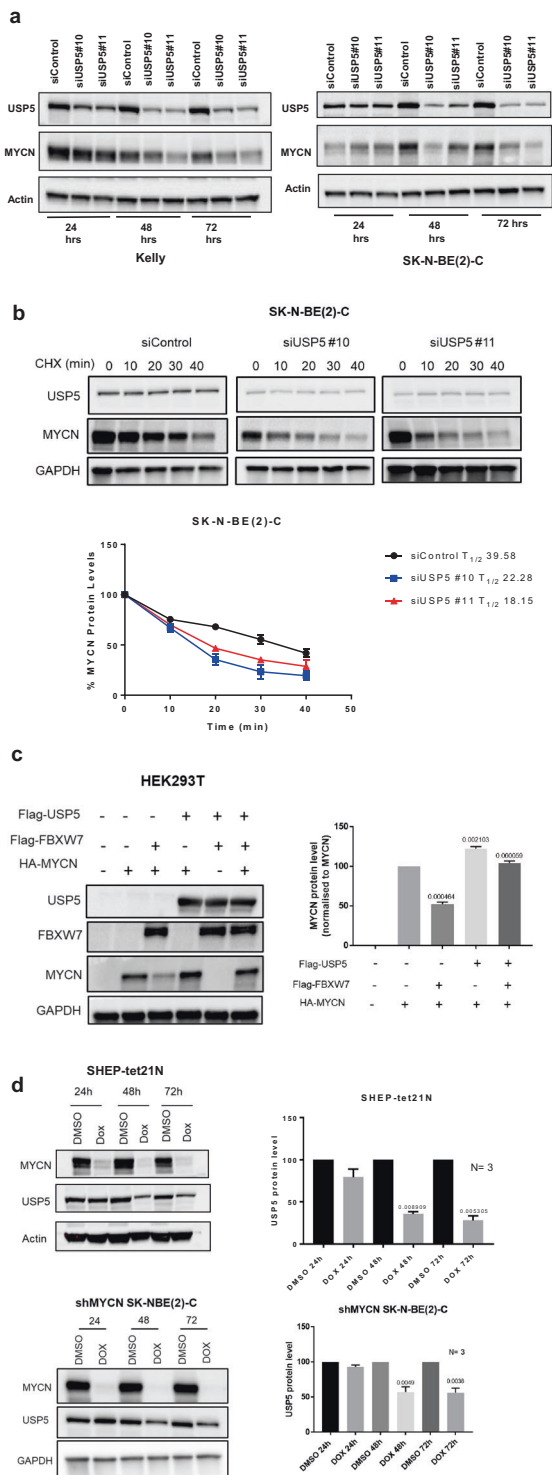 a
siControl siUSP5#10 siUSP5#11 siControl siUSP5#10 siUSP5#11 siControl siUSP5#10 siUSP5#11
USP5
MYCN
Actin
24 hrs 48 hrs 72 hrs
Kelly
siControl siUSP5#10 siUSP5#11 siControl siUSP5#10 siUSP5#11 siControl siUSP5#10 siUSP5#11
USP5
MYCN
Actin
24 hrs 48 hrs 72 hrs
SK-N-BE(2)-C
b
SK-N-BE(2)-C
siControl siUSP5#10 siUSP5 #11
CHX (min) 0 10 20 30 40 0 10 20 30 40 0 10 20 30 40
USP5
MYCN
GAPDH
SK-N-BE(2)-C
% MYCN Protein Levels
150
100
50
0
0 10 20 30 40 50
Time (min)
siControl T1/2 39.58
siUSP5 #10 T1/2 22.28
siUSP5 #11 T1/2 18.15
c
HEK293T
Flag-USP5 - - - + + +
Flag-FBXW7 - - + - + +
HA-MYCN - + + + - +
USP5
FBXW7
MYCN
GAPDH
MYCN protein level
(normalised to MYCN)
150
100
50
0
0.000464
0.002103
0.060059
Flag-USP5 - - - + +
Flag-FBXW7 - - + - +
HA-MYCN - + + + +
d
SHEP-tet21N
24h 48h 72h
DMSO Dox DMSO Dox DMSO Dox
MYCN
USP5
Actin
SHEP-tet21N
USP5 protein level
150
100
50
0
N= 3
0.008909
0.005305
DMSO 24h DOX 24h DMSO 48h DOX 48h DMSO 72h DOX 72h
shMYCN SK-NBE(2)-C
24 48 72
DMSO DOX DMSO DOX DMSO DOX
MYCN
USP5
GAPDH
shMYCN SK-N-BE(2)-C
USP5 protein level
150
100
50
0
N= 3
0.0049
0.0038
DMSO 24h DOX 24h DMSO 48h DOX 48h DMSO 72h DOX 72h